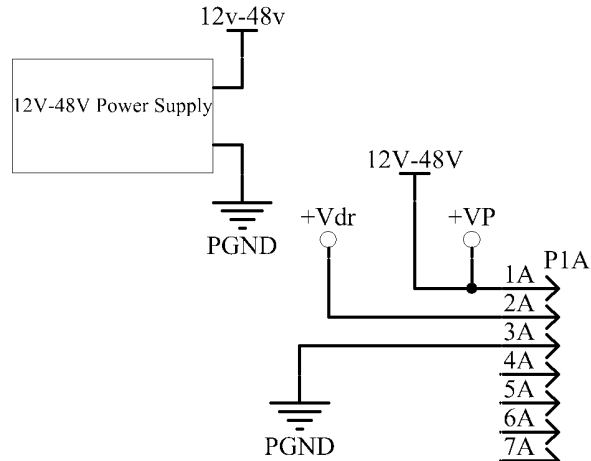 12v-48v
12V-48V Power Supply
PGND
12V-48V
+Vdr
+VP
P1A
1A
2A
3A
4A
5A
6A
7A
PGND